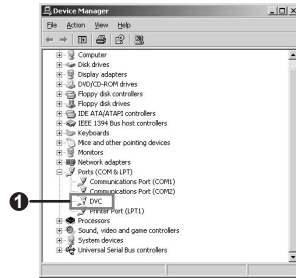 Device Manager
File Action View Help
Computer
Disk drives
Display adapters
DVD/CD-ROM drives
Floppy disk controllers
Floppy disk drives
IDE ATA/ATAPI controllers
IEEE 1394 Bus host controllers
Keyboards
Mice and other pointing devices
Monitors
Network adapters
Ports (COM & LPT)
Communications Port (COM1)
Communications Port (COM2)
1 DVC
Printer Port (LPT1)
Processors
Sound, video and game controllers
System devices
Universal Serial Bus controllers